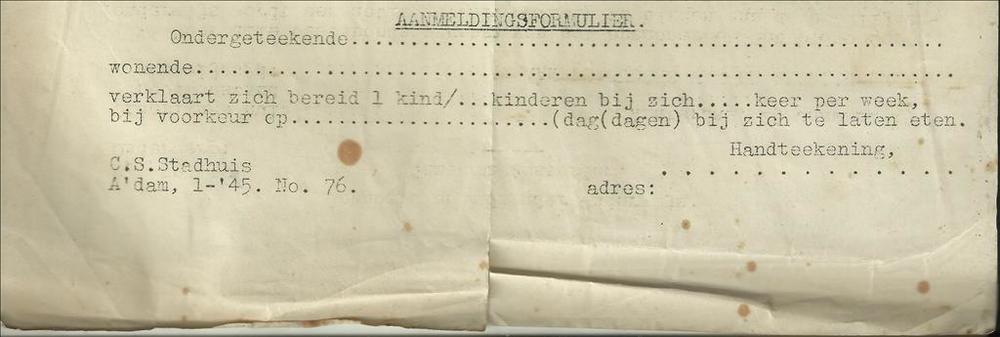 AANMELDINGSFORMULIER.
Ondergeteekende...........................................................
wonende...........................................................................
verklaart zich bereid 1 kind/...kinderen bij zich.....keer per week,
bij voorkeur op.......................(dag(dagen) bij zich te laten eten.
Handteekening,
. . . . . . . . . . . . . . .
C.S.Stadhuis
A'dam, 1-'45. No. 76.
adres: